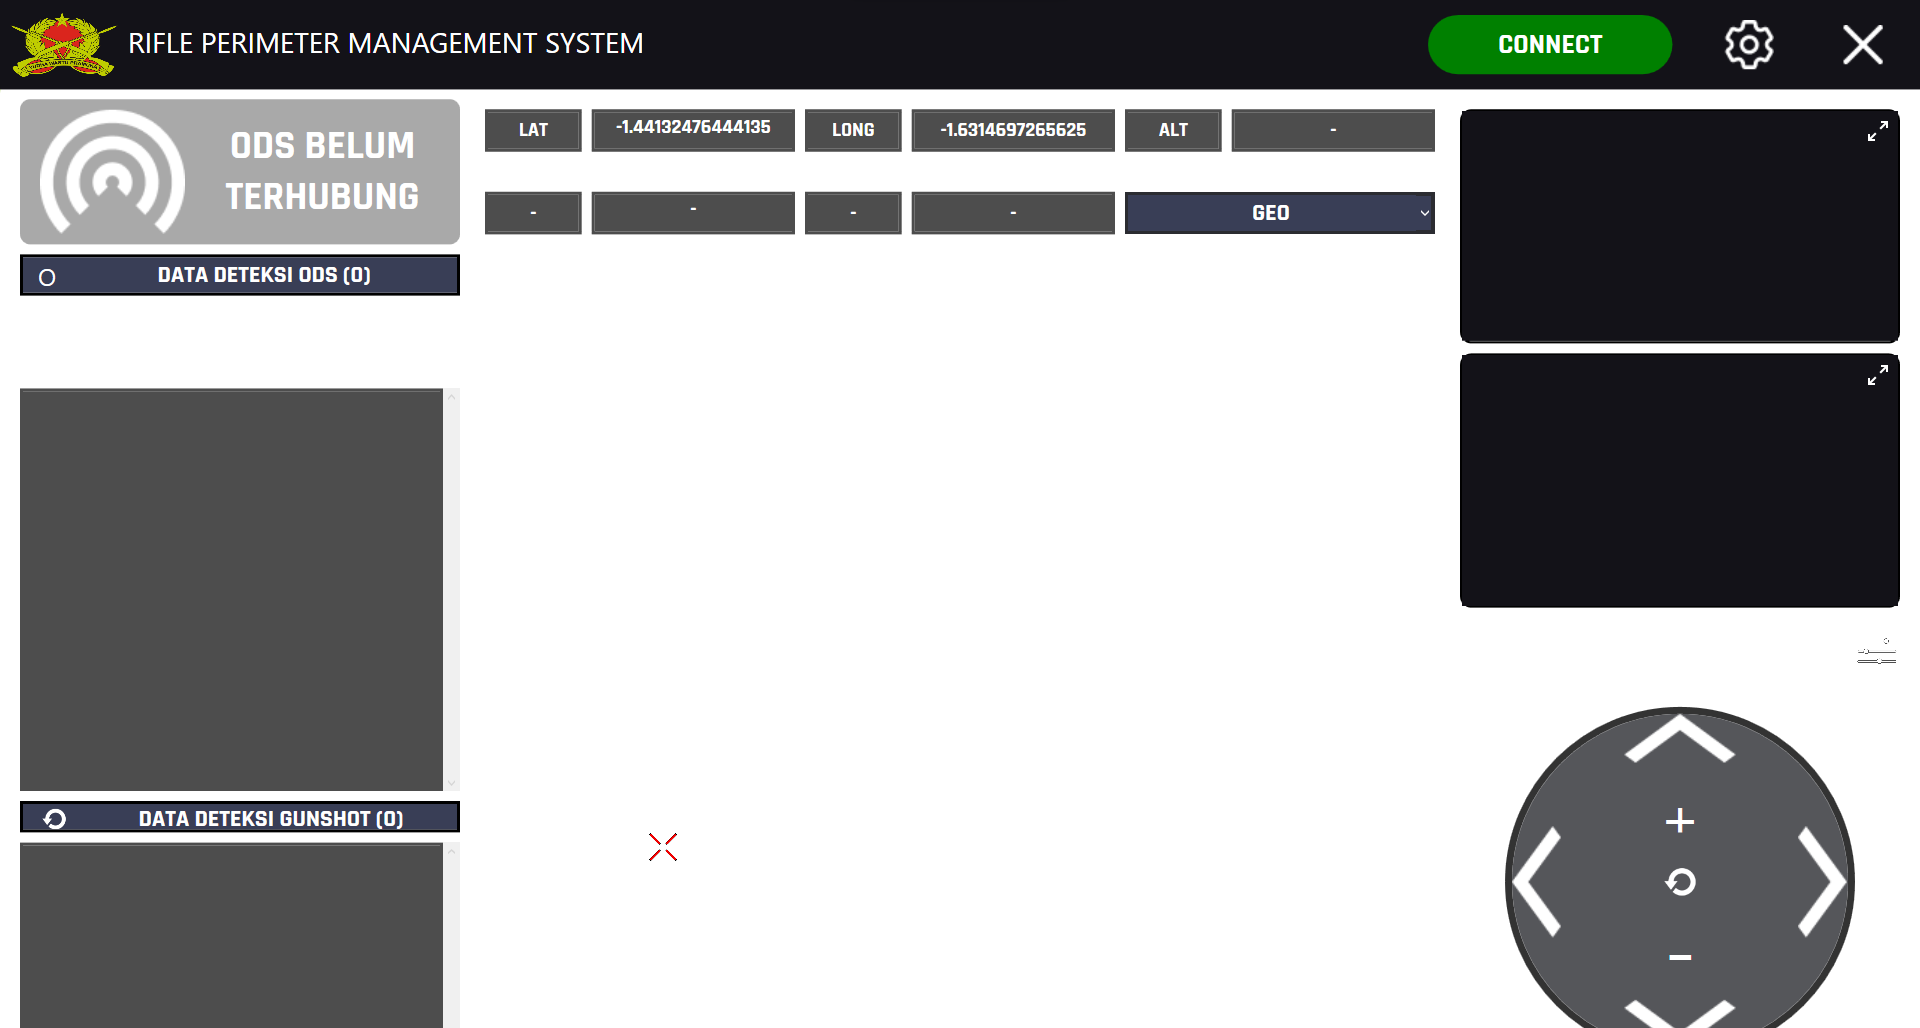 RIFLE PERIMETER MANAGEMENT SYSTEM
CONNECT
ODS BELUM
TERHUBUNG
LAT
-1.44132476444135
LONG
-1.6314697265625
ALT
-
-
-
-
-
GEO
DATA DETEKSI ODS (0)
DATA DETEKSI GUNSHOT (0)